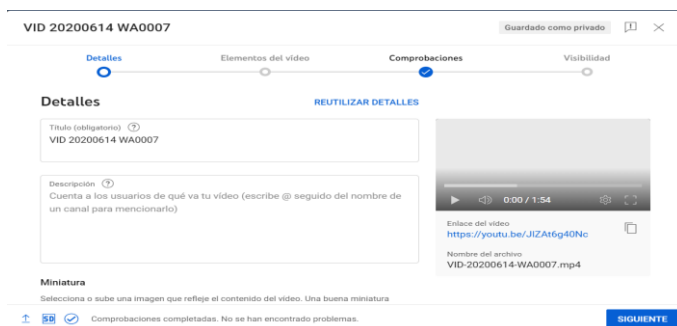 VID 20200614 WA0007
Guardado como privado
Detalles
Elementos del vídeo
Comprobaciones
Visibilidad
Detalles
REUTILIZAR DETALLES
Título (obligatorio)
VID 20200614 WA0007
Descripción
Cuenta a los usuarios de qué va tu vídeo (escribe @ seguido del nombre de
un canal para mencionarlo)
0:00 / 1:54
Enlace del vídeo
https://youtu.be/JIZAt6g40Nc
Nombre del archivo
VID-20200614-WA0007.mp4
Miniatura
Selecciona o sube una imagen que refleje el contenido del vídeo. Una buena miniatura
SD
Comprobaciones completadas. No se han encontrado problemas.
SIGUIENTE